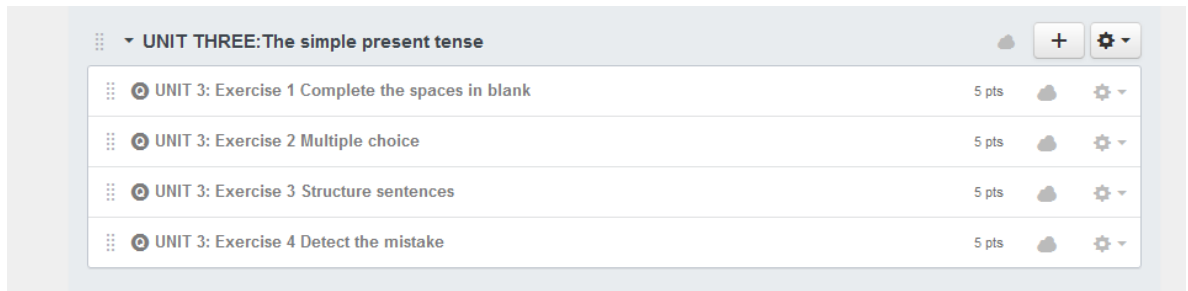 UNIT THREE:The simple present tense
Q UNIT 3: Exercise 1 Complete the spaces in blank 5 pts
Q UNIT 3: Exercise 2 Multiple choice 5 pts
Q UNIT 3: Exercise 3 Structure sentences 5 pts
Q UNIT 3: Exercise 4 Detect the mistake 5 pts